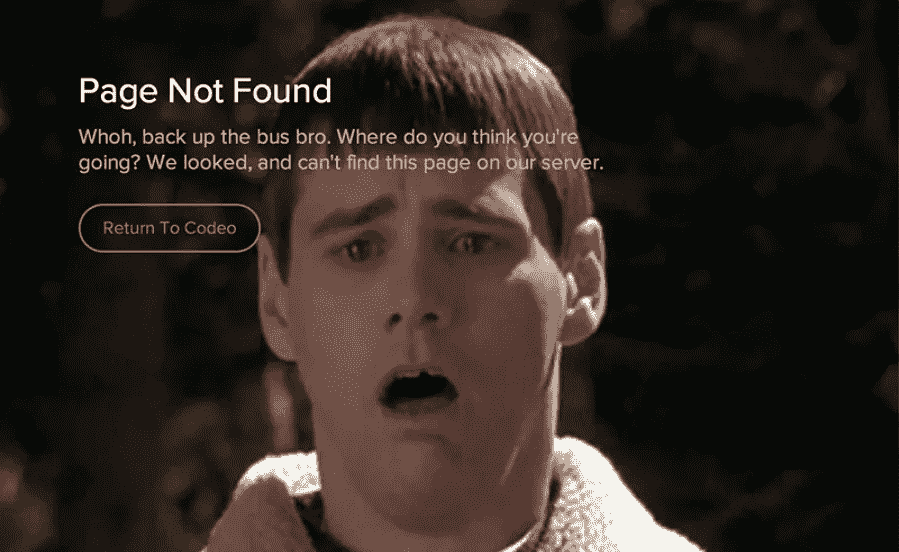 Page Not Found
Whoh, back up the bus bro. Where do you think you're
going? We looked, and can't find this page on our server.
Return To Codeo